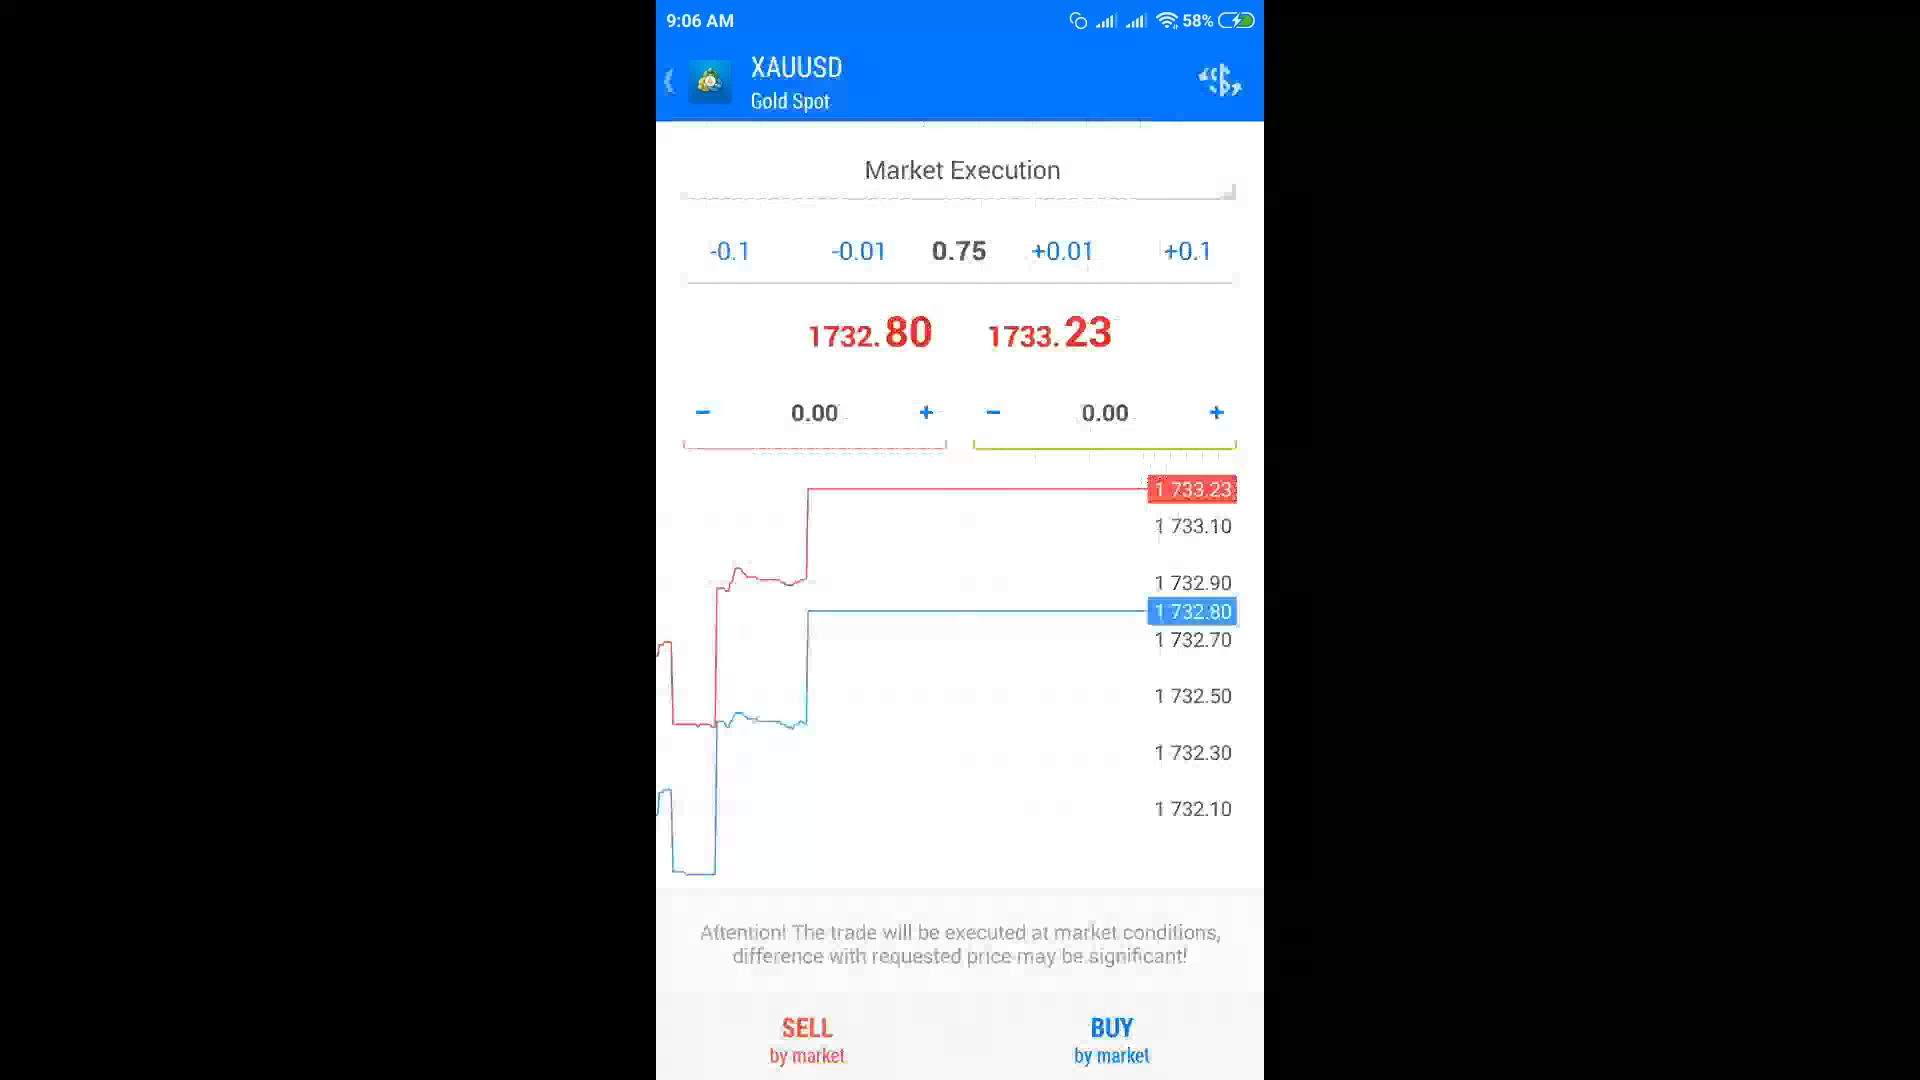 9:06 AM 58%
XAUUSD
Gold Spot
Market Execution
-0.1 -0.01 0.75 +0.01 +0.1
1732.80 1733.23
− 0.00 + − 0.00 +
1 733.23
1 733.10
1 732.90
1 732.80
1 732.70
1 732.50
1 732.30
1 732.10
Attention! The trade will be executed at market conditions,
difference with requested price may be significant!
SELL BUY
by market by market